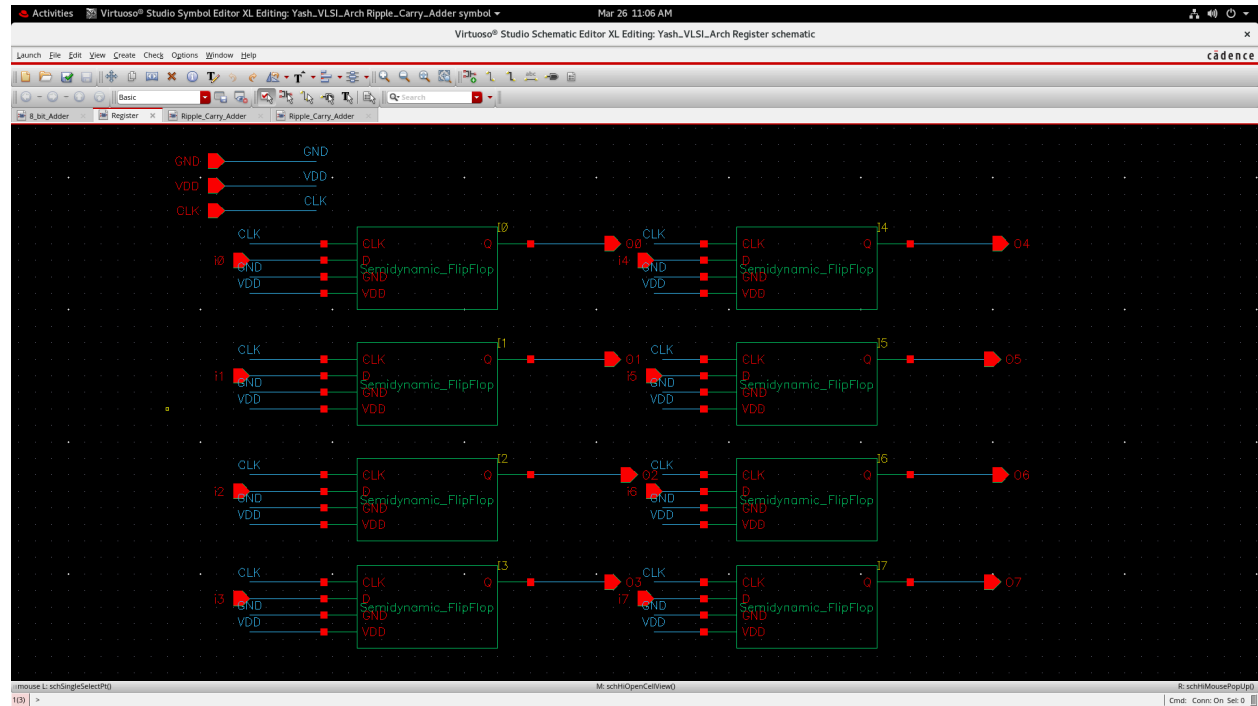 Activities Virtuoso® Studio Symbol Editor XL Editing: Yash_VLSI_Arch Ripple_Carry_Adder symbol Mar 26 11:06 AM
Virtuoso® Studio Schematic Editor XL Editing: Yash_VLSI_Arch Register schematic ×
Launch File Edit View Create Check Options Window Help cādence
Basic Search
8_bit_Adder × Register × Ripple_Carry_Adder × Ripple_Carry_Adder ×
GND GND
VDD VDD
CLK CLK
I0 I4
CLK CLK Q O0 CLK CLK Q O4
i0 D i4 D
GND GND Semidynamic_FlipFlop GND GND Semidynamic_FlipFlop
VDD VDD VDD VDD
I1 I5
CLK CLK Q O1 CLK CLK Q O5
i1 D i5 D
GND GND Semidynamic_FlipFlop GND GND Semidynamic_FlipFlop
VDD VDD VDD VDD
I2 I6
CLK CLK Q O2 CLK CLK Q O6
i2 D i6 D
GND GND Semidynamic_FlipFlop GND GND Semidynamic_FlipFlop
VDD VDD VDD VDD
I3 I7
CLK CLK Q O3 CLK CLK Q O7
i3 D i7 D
GND GND Semidynamic_FlipFlop GND GND Semidynamic_FlipFlop
VDD VDD VDD VDD
mouse L: schSingleSelectPt() M: schHiOpenCellView() R: schHiMousePopUp()
1(3) > Cmd: Conn: On Sel: 0